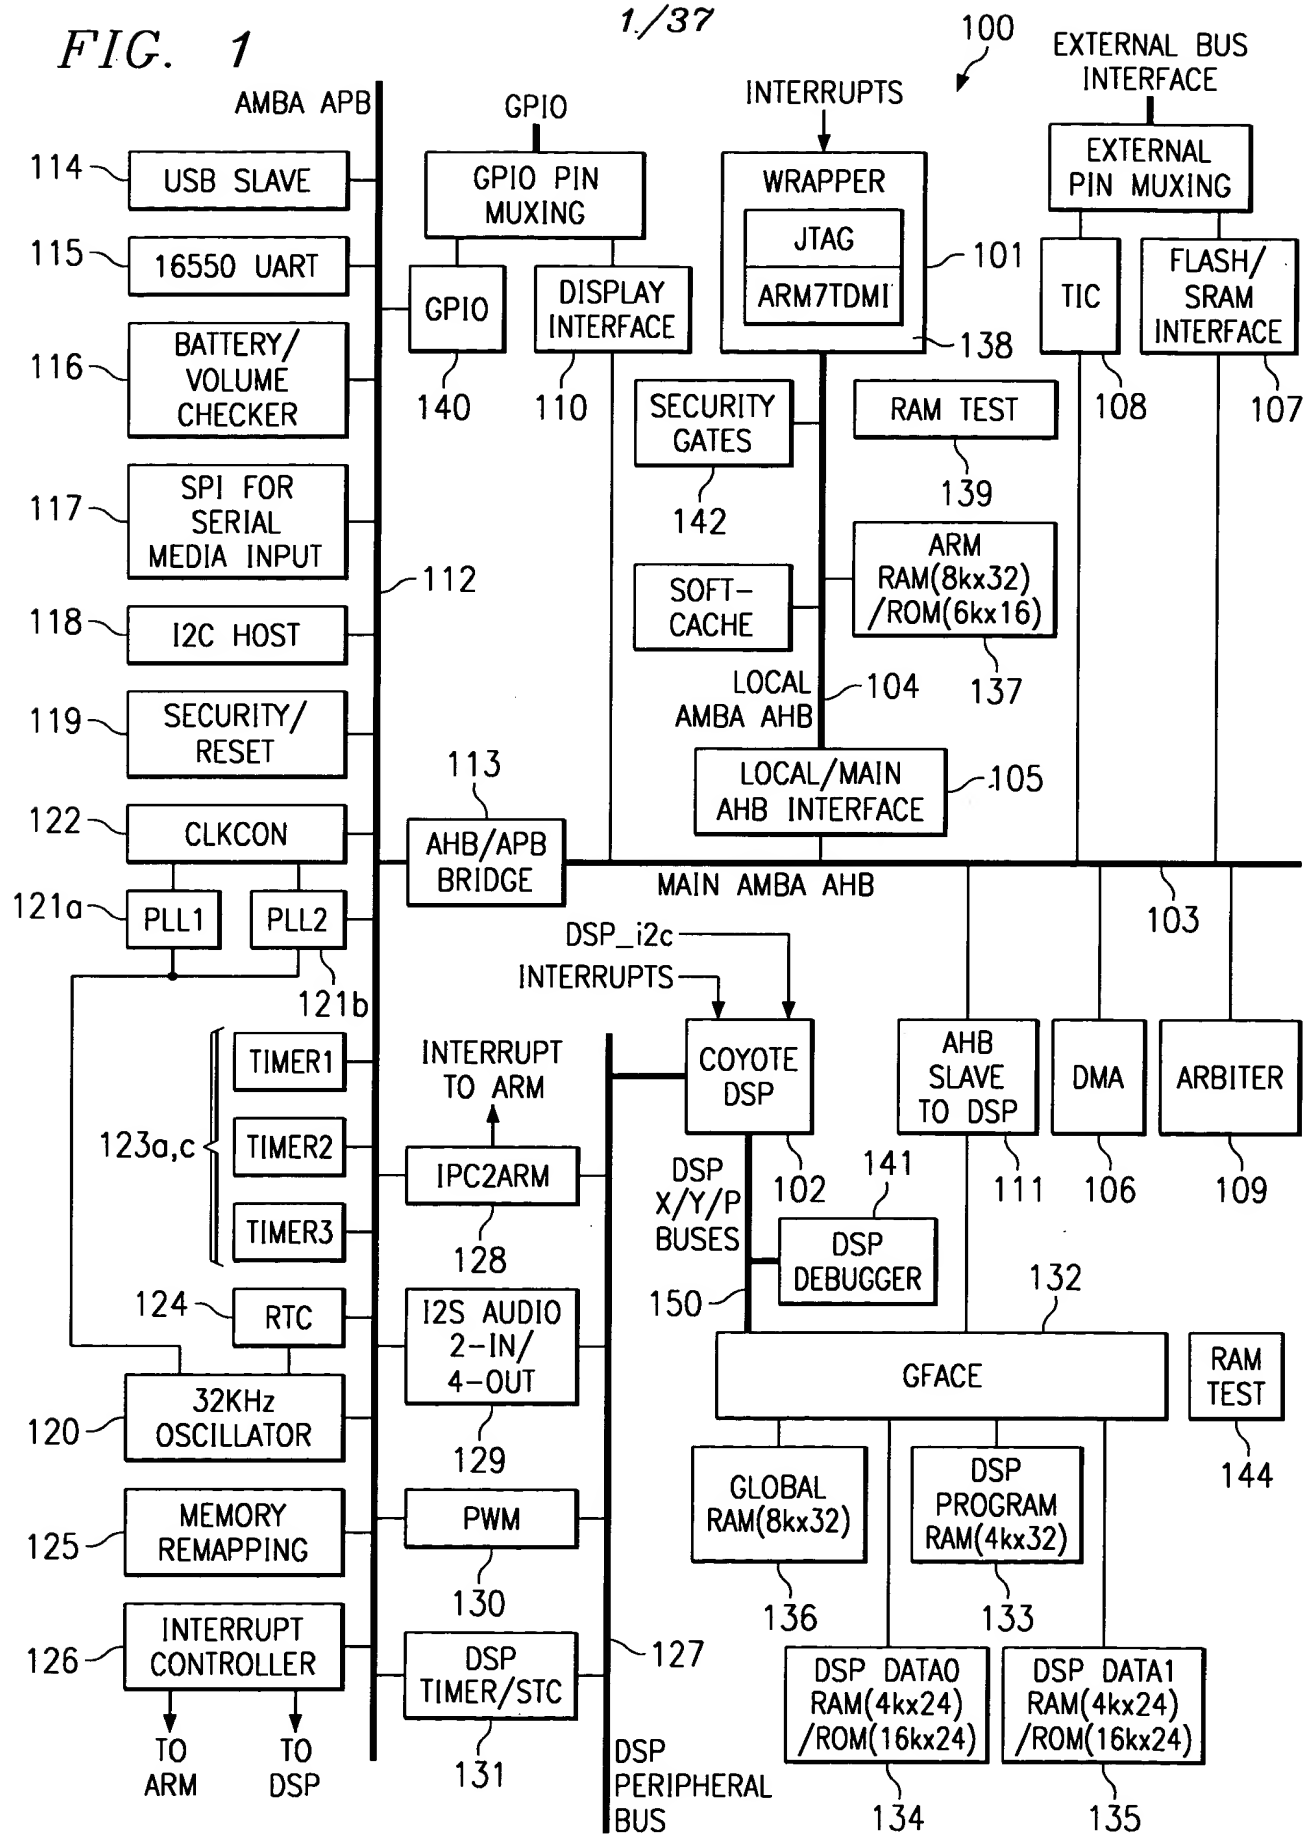 FIG. 1
1/37
100
AMBA APB
GPIO
INTERRUPTS
EXTERNAL BUS
INTERFACE
114
USB SLAVE
115
16550 UART
116
BATTERY/
VOLUME
CHECKER
117
SPI FOR
SERIAL
MEDIA INPUT
112
118
I2C HOST
119
SECURITY/
RESET
122
CLKCON
121a
PLL1
PLL2
121b
GPIO PIN
MUXING
GPIO
140
DISPLAY
INTERFACE
110
WRAPPER
JTAG
ARM7TDMI
101
138
EXTERNAL
PIN MUXING
TIC
108
FLASH/
SRAM
INTERFACE
107
SECURITY
GATES
142
RAM TEST
139
SOFT-
CACHE
ARM
RAM(8kx32)
/ROM(6kx16)
137
LOCAL
AMBA AHB
104
LOCAL/MAIN
AHB INTERFACE
105
113
AHB/APB
BRIDGE
MAIN AMBA AHB
103
DSP_i2c
INTERRUPTS
123a,c
TIMER1
TIMER2
TIMER3
124
RTC
120
32KHz
OSCILLATOR
125
MEMORY
REMAPPING
126
INTERRUPT
CONTROLLER
TO
ARM
TO
DSP
INTERRUPT
TO ARM
IPC2ARM
128
I2S AUDIO
2-IN/
4-OUT
129
PWM
130
DSP
TIMER/STC
131
127
DSP
PERIPHERAL
BUS
COYOTE
DSP
102
DSP
X/Y/P
BUSES
150
141
DSP
DEBUGGER
AHB
SLAVE
TO DSP
111
DMA
106
ARBITER
109
132
GFACE
RAM
TEST
144
GLOBAL
RAM(8kx32)
136
DSP
PROGRAM
RAM(4kx32)
133
DSP DATA0
RAM(4kx24)
/ROM(16kx24)
134
DSP DATA1
RAM(4kx24)
/ROM(16kx24)
135